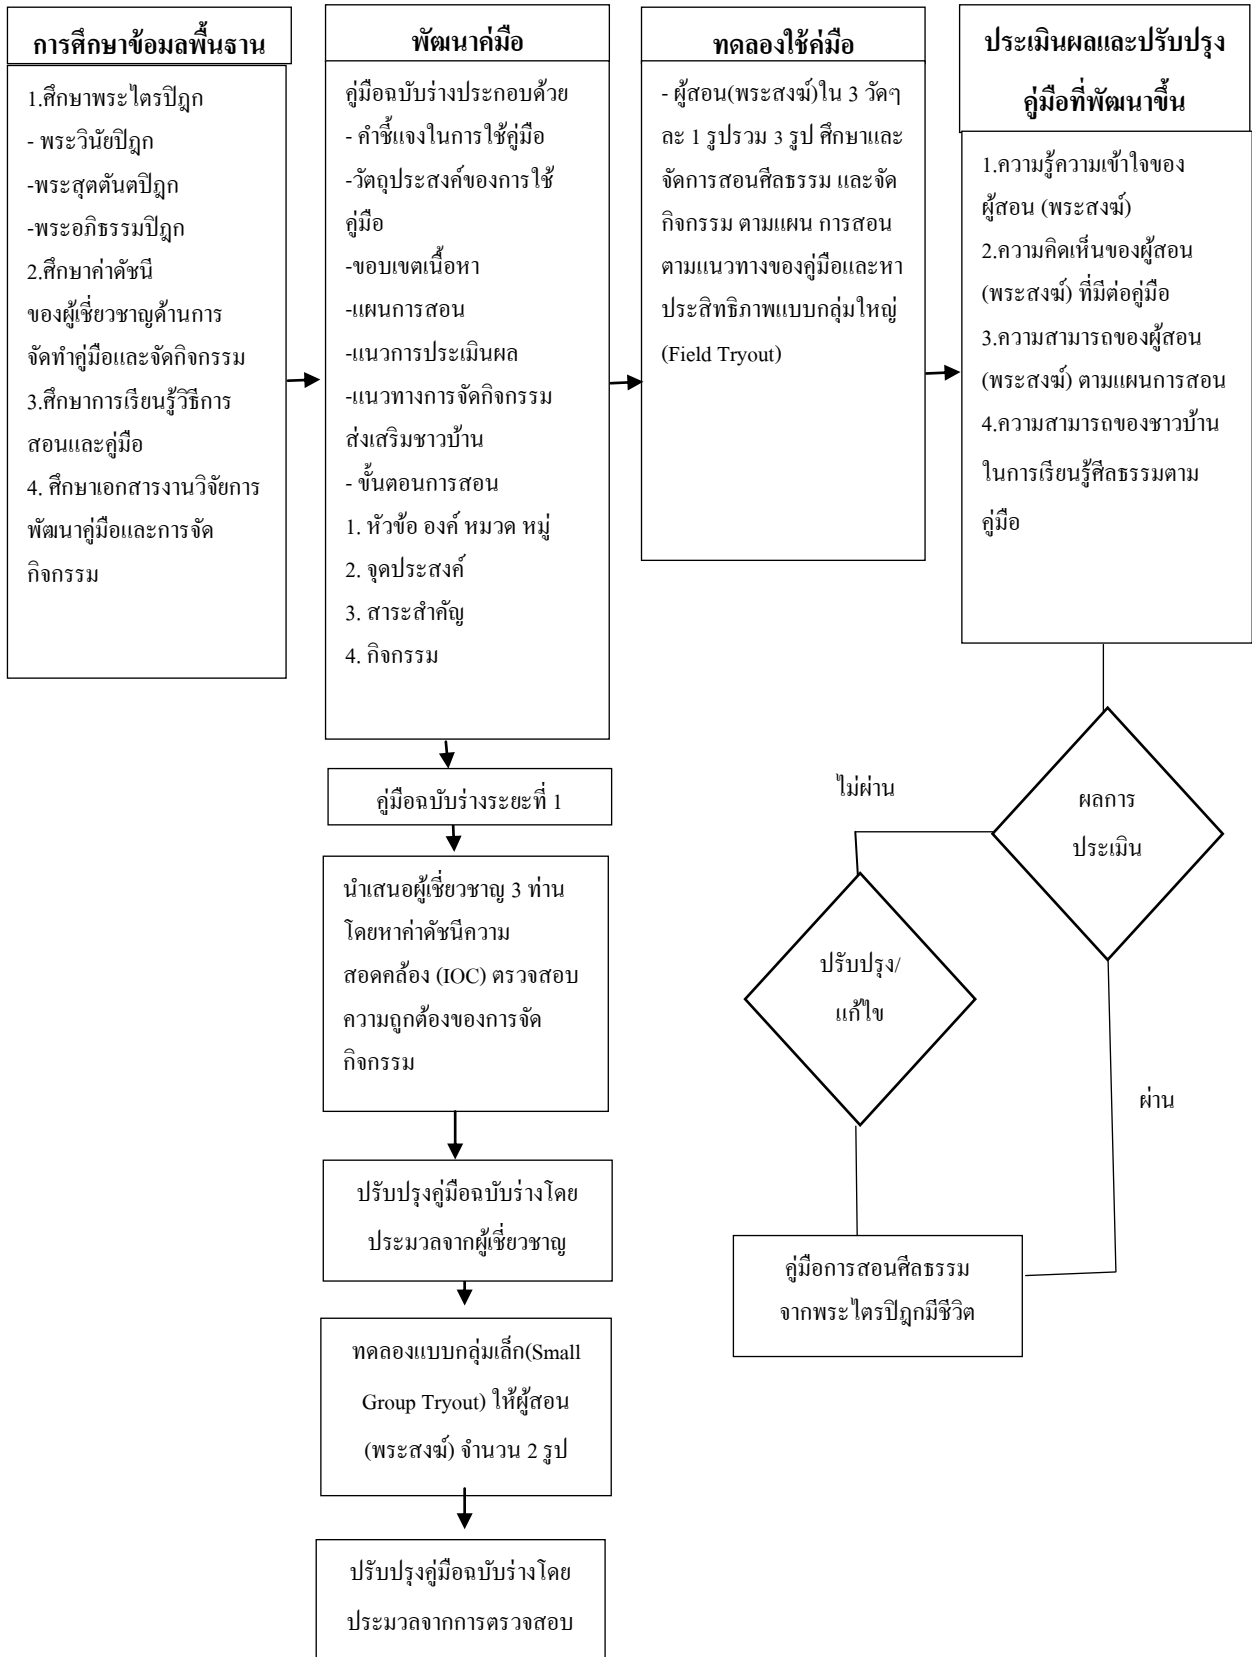 การศึกษาข้อมูลพื้นฐาน
1.ศึกษาพระไตรปิฎก
- พระวินัยปิฎก
-พระสุตตันตปิฎก
-พระอภิธรรมปิฎก
2.ศึกษาค่าดัชนี
ของผู้เชี่ยวชาญด้านการ
จัดทำคู่มือและจัดกิจกรรม
3.ศึกษาการเรียนรู้วิธีการ
สอนและคู่มือ
4. ศึกษาเอกสารงานวิจัยการ
พัฒนาคู่มือและการจัด
กิจกรรม
พัฒนาคู่มือ
คู่มือฉบับร่างประกอบด้วย
- คำชี้แจงในการใช้คู่มือ
-วัตถุประสงค์ของการใช้
คู่มือ
-ขอบเขตเนื้อหา
-แผนการสอน
-แนวการประเมินผล
-แนวทางการจัดกิจกรรม
ส่งเสริมชาวบ้าน
- ขั้นตอนการสอน
1. หัวข้อ องค์ หมวด หมู่
2. จุดประสงค์
3. สาระสำคัญ
4. กิจกรรม
คู่มือฉบับร่างระยะที่ 1
นำเสนอผู้เชี่ยวชาญ 3 ท่าน
โดยหาค่าดัชนีความ
สอดคล้อง (IOC) ตรวจสอบ
ความถูกต้องของการจัด
กิจกรรม
ปรับปรุงคู่มือฉบับร่างโดย
ประมวลจากผู้เชี่ยวชาญ
ทดลองแบบกลุ่มเล็ก(Small
Group Tryout) ให้ผู้สอน
(พระสงฆ์) จำนวน 2 รูป
ปรับปรุงคู่มือฉบับร่างโดย
ประมวลจากการตรวจสอบ
ทดลองใช้คู่มือ
- ผู้สอน(พระสงฆ์)ใน 3 วัดๆ
ละ 1 รูปรวม 3 รูป ศึกษาและ
จัดการสอนศีลธรรม และจัด
กิจกรรม ตามแผน การสอน
ตามแนวทางของคู่มือและหา
ประสิทธิภาพแบบกลุ่มใหญ่
(Field Tryout)
ประเมินผลและปรับปรุง
คู่มือที่พัฒนาขึ้น
1.ความรู้ความเข้าใจของ
ผู้สอน (พระสงฆ์)
2.ความคิดเห็นของผู้สอน
(พระสงฆ์) ที่มีต่อคู่มือ
3.ความสามารถของผู้สอน
(พระสงฆ์) ตามแผนการสอน
4.ความสามารถของชาวบ้าน
ในการเรียนรู้ศีลธรรมตาม
คู่มือ
ผลการ
ประเมิน
ไม่ผ่าน
ปรับปรุง/
แก้ไข
ผ่าน
คู่มือการสอนศีลธรรม
จากพระไตรปิฎกมีชีวิต